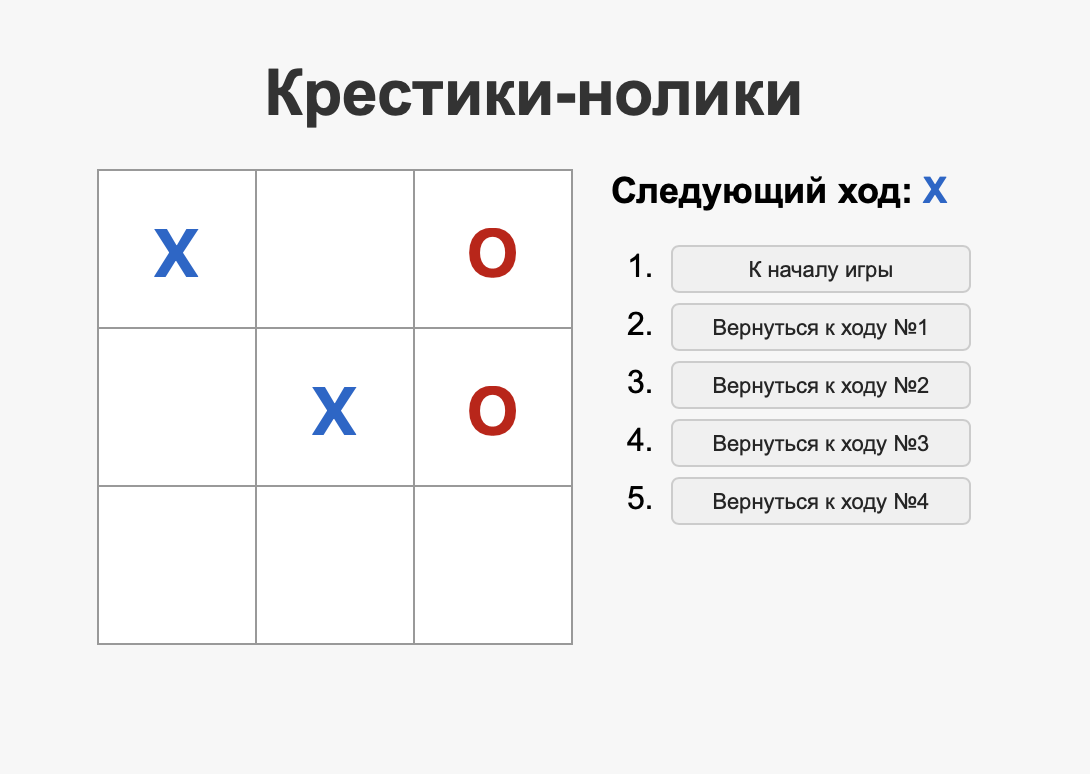 Крестики-нолики
X O
X O
Следующий ход: X
1. К началу игры
2. Вернуться к ходу №1
3. Вернуться к ходу №2
4. Вернуться к ходу №3
5. Вернуться к ходу №4